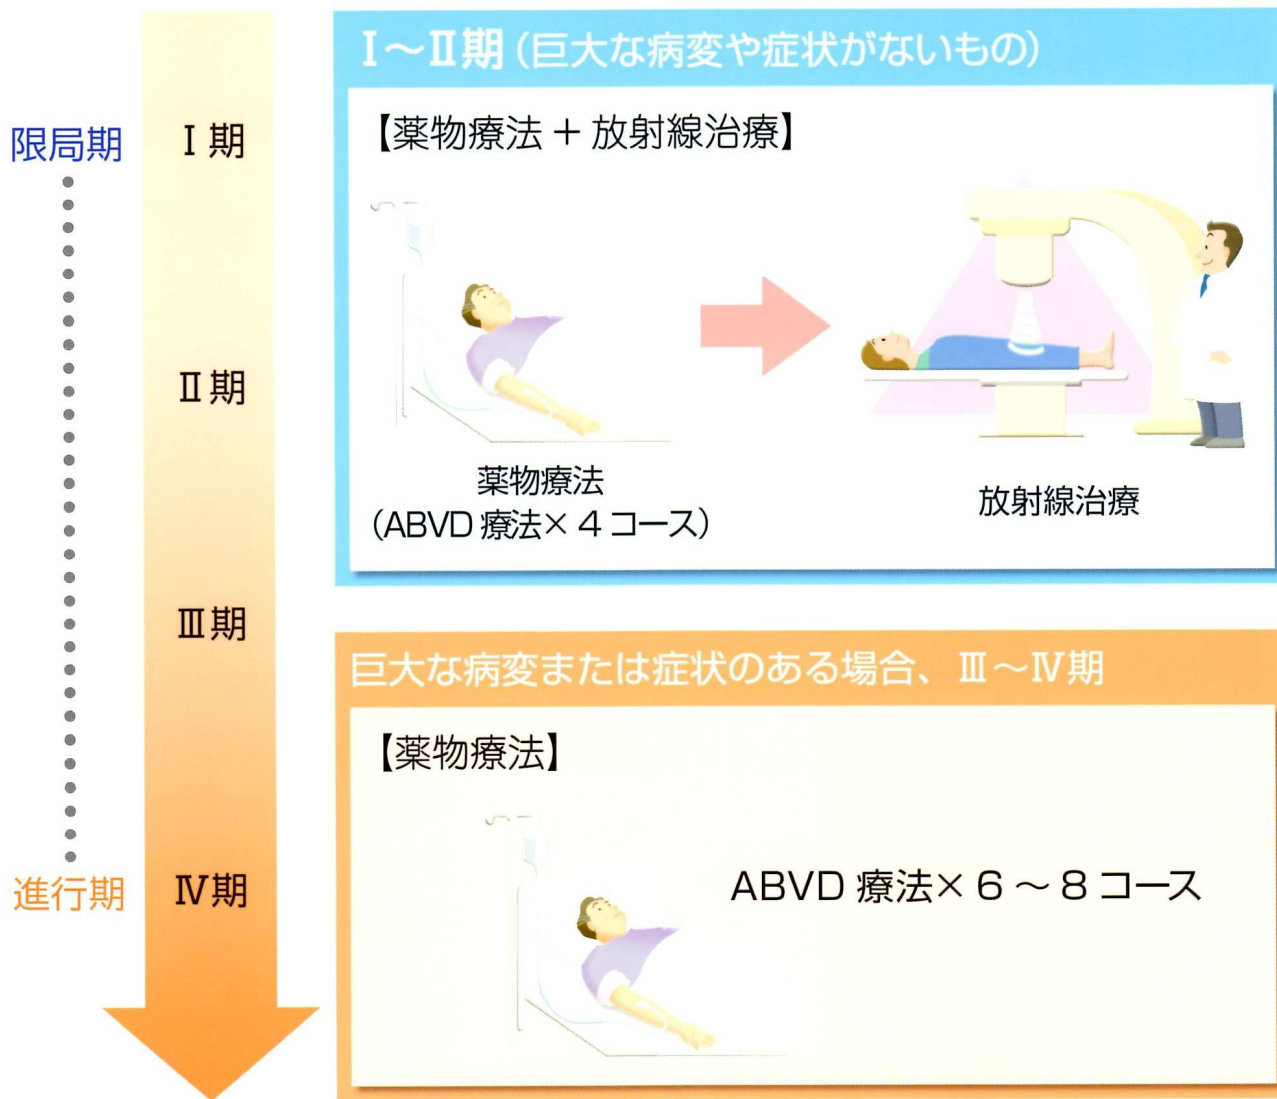 限局期
Ⅰ期
Ⅱ期
Ⅲ期
Ⅳ期
進行期
Ⅰ～Ⅱ期（巨大な病変や症状がないもの）
【薬物療法 + 放射線治療】
薬物療法
（ABVD 療法× 4 コース）
放射線治療
巨大な病変または症状のある場合、Ⅲ～Ⅳ期
【薬物療法】
ABVD 療法× 6 ～ 8 コース